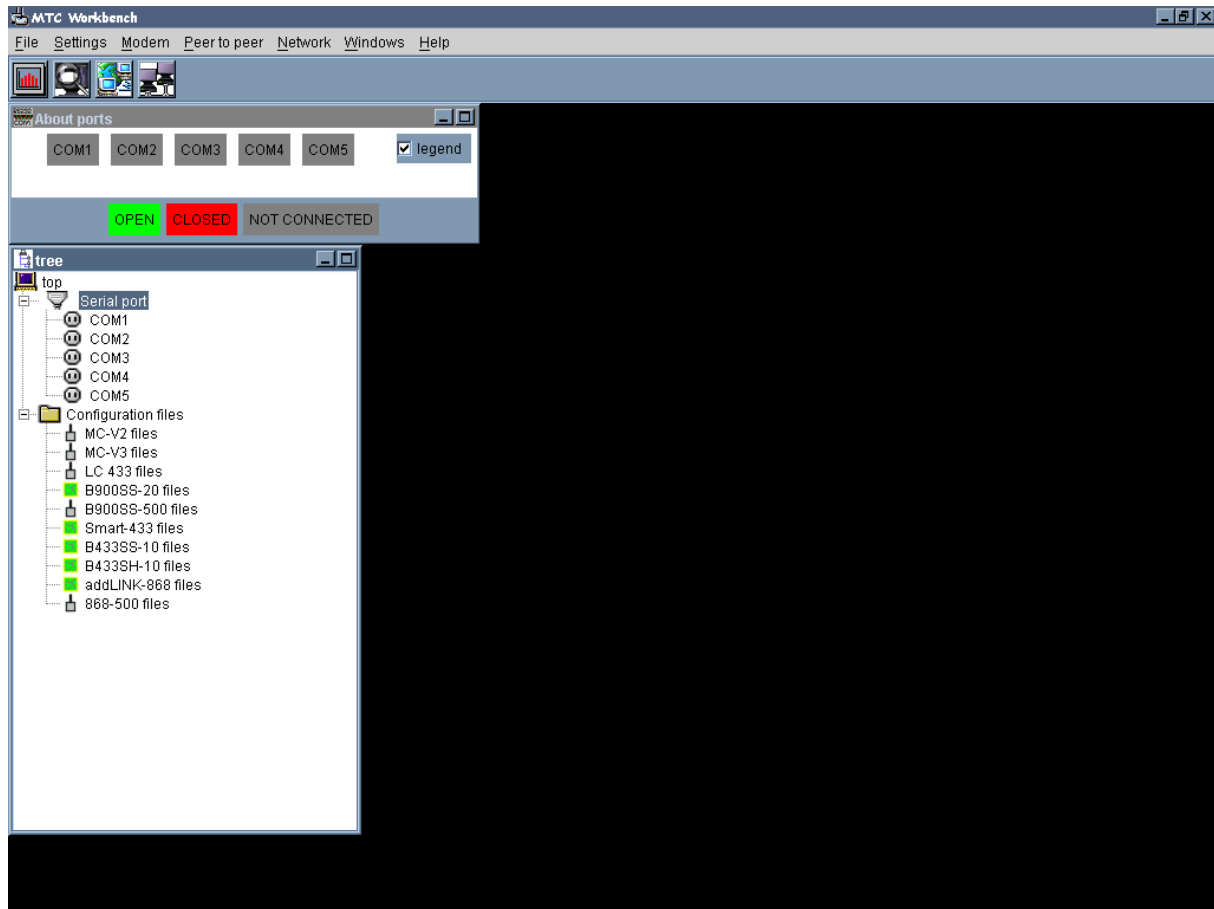 MTC Workbench
File Settings Modem Peer to peer Network Windows Help
About ports
COM1 COM2 COM3 COM4 COM5 legend
OPEN CLOSED NOT CONNECTED
tree
top
Serial port
COM1
COM2
COM3
COM4
COM5
Configuration files
MC-V2 files
MC-V3 files
LC 433 files
B900SS-20 files
B900SS-500 files
Smart-433 files
B433SS-10 files
B433SH-10 files
addLINK-868 files
868-500 files